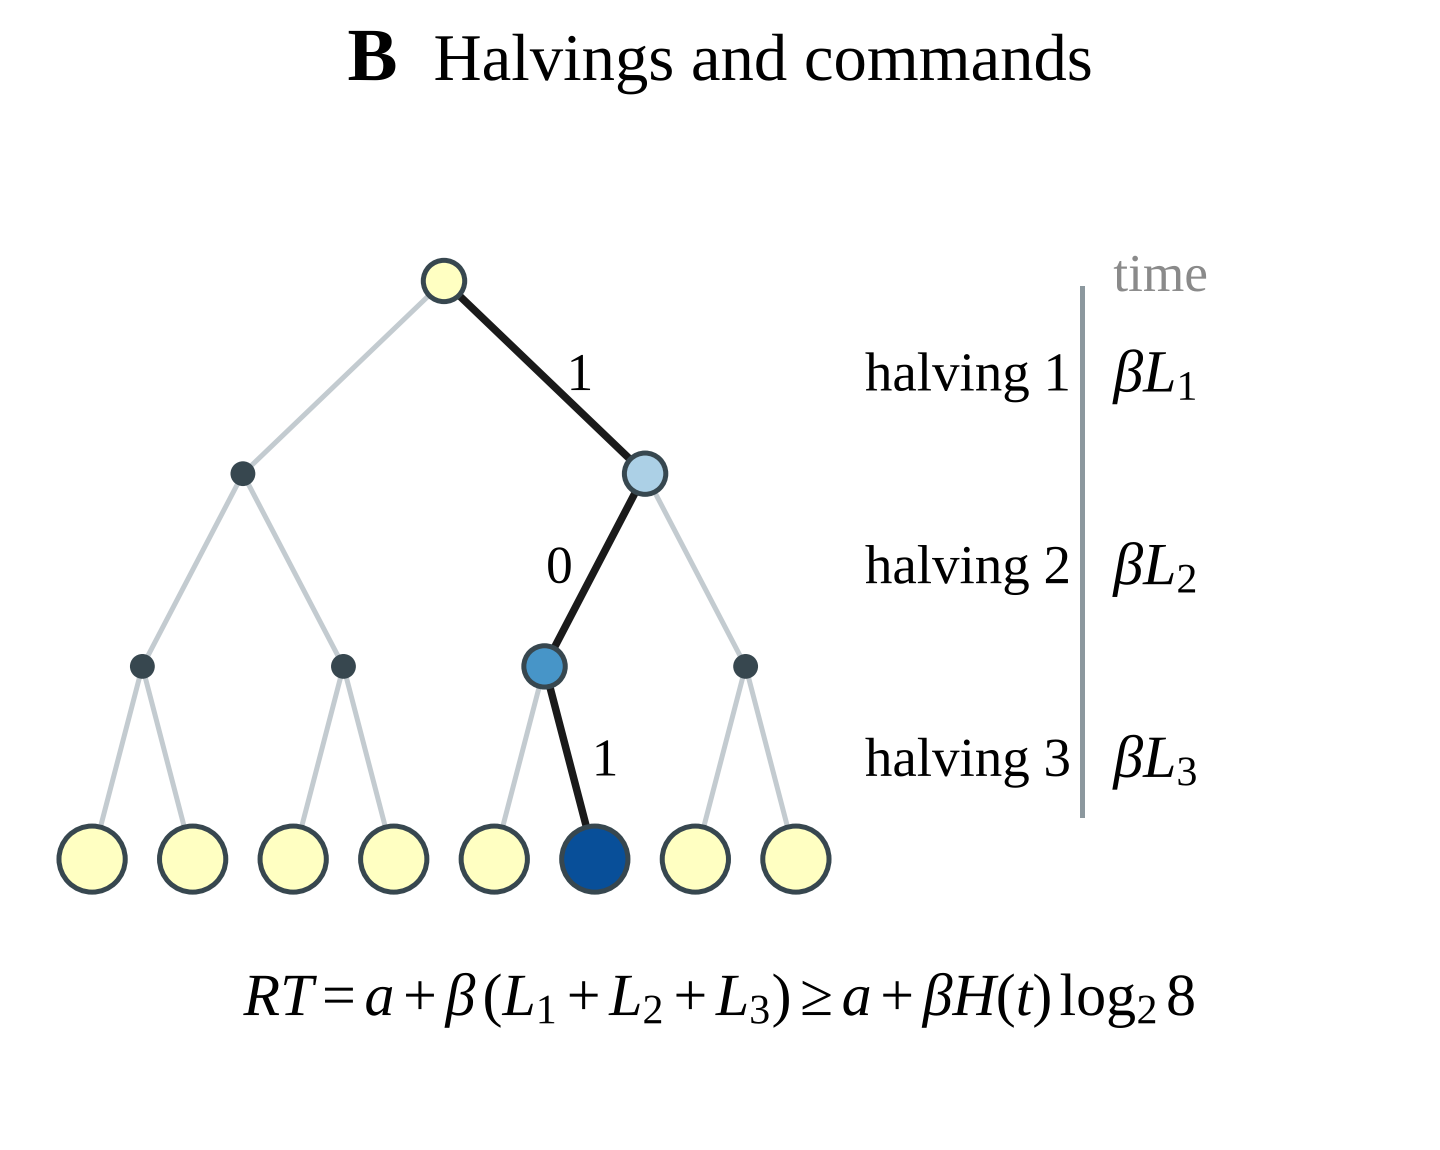 B Halvings and commands
time
1
halving 1 βL₁
0
halving 2 βL₂
1
halving 3 βL₃
RT = a + β (L₁ + L₂ + L₃) ≥ a + βH(t) log₂ 8